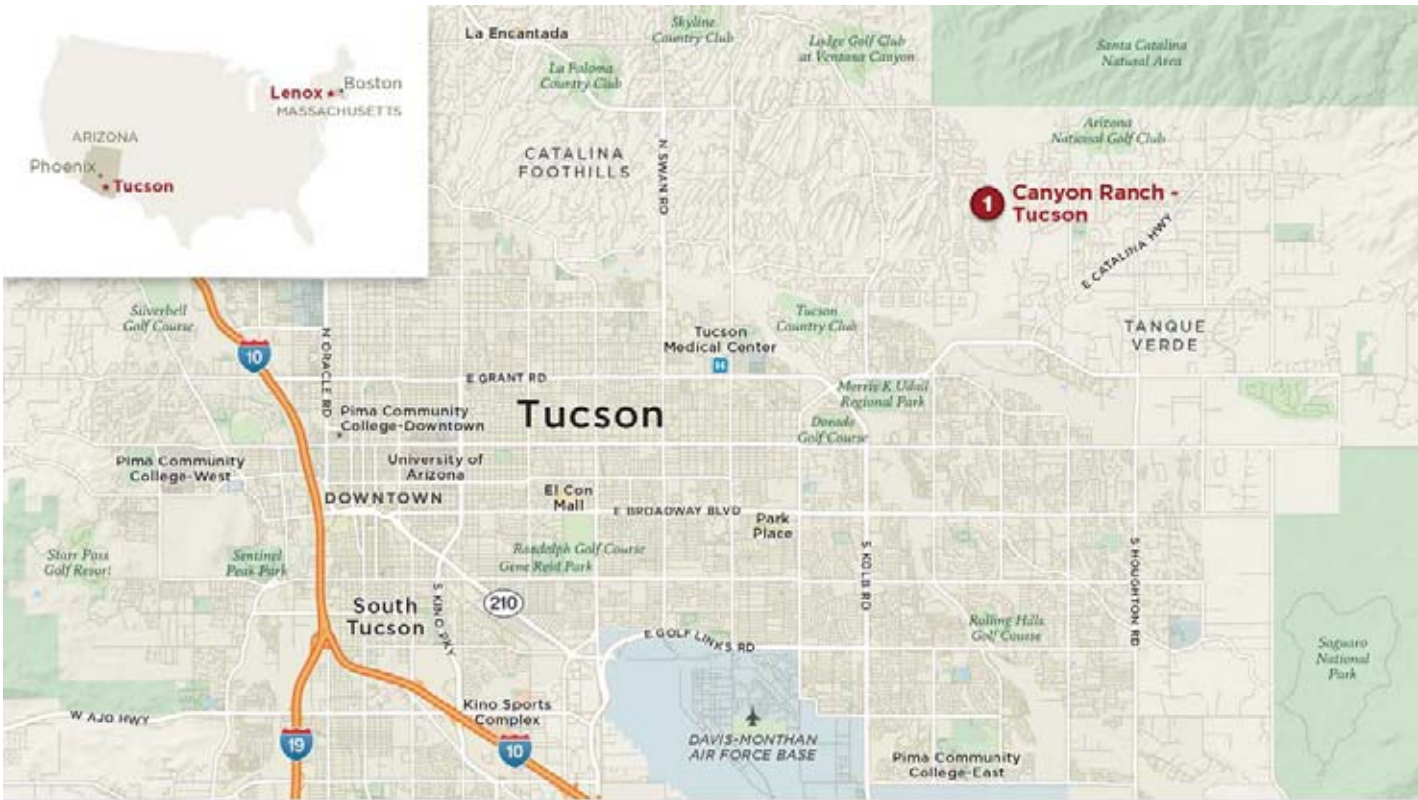 Boston
Lenox
MASSACHUSETTS
ARIZONA
Phoenix
Tucson
La Encantada
Skyline
Country Club
Lodge Golf Club
at Ventana Canyon
La Paloma
Country Club
Santa Catalina
Natural Area
Arizona
National Golf Club
CATALINA
FOOTHILLS
N SWAN RD
1
Canyon Ranch -
Tucson
E CATALINA HWY
TANQUE
VERDE
Silverbell
Golf Course
10
N ORACLE RD
Tucson
Medical Center
H
Tucson
Country Club
E GRANT RD
Morris K Udall
Regional Park
Tucson
Pima Community
College-Downtown
Dorado
Golf Course
Pima Community
College-West
University of
Arizona
DOWNTOWN
El Con
Mall
E BROADWAY BLVD
Park
Place
Starr Pass
Golf Resort
Sentinel
Peak Park
Randolph Golf Course
Gene Reid Park
S KOLB RD
S HOUGHTON RD
South
Tucson
S KINO PKY
210
E GOLF LINKS RD
Rolling Hills
Golf Course
Saguaro
National
Park
W AJO HWY
19
Kino Sports
Complex
10
DAVIS-MONTHAN
AIR FORCE BASE
Pima Community
College-East